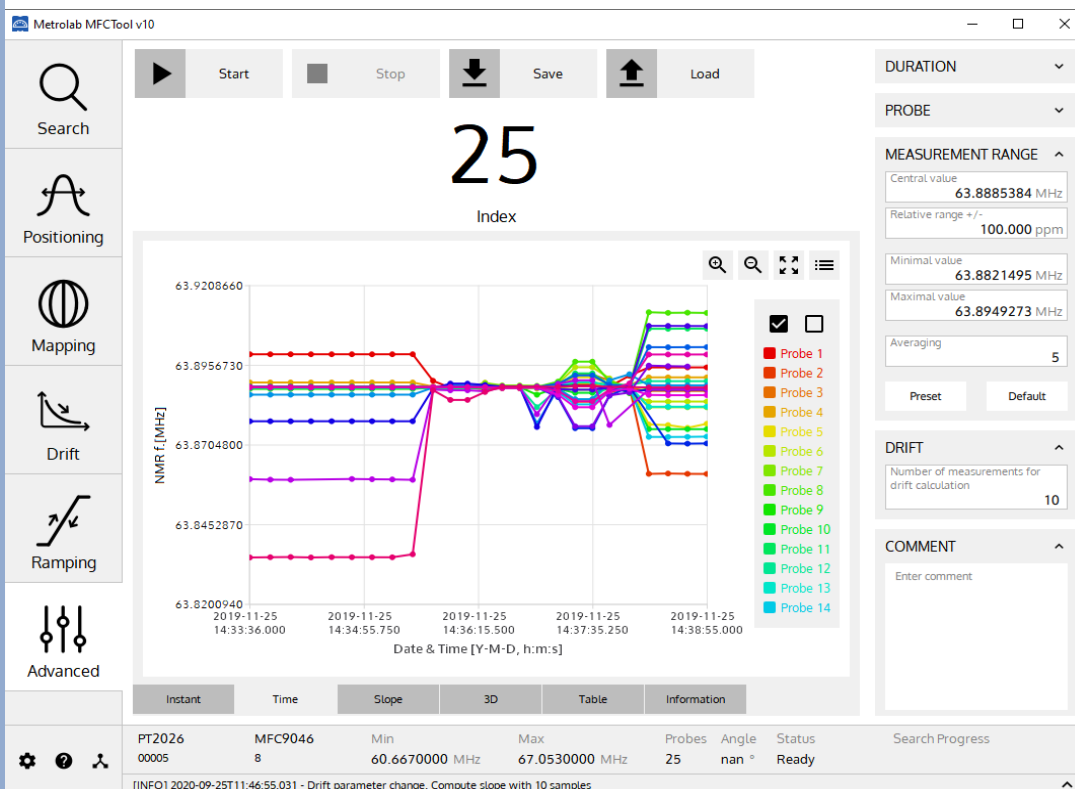 Metrolab MFCTool v10
Search
Positioning
Mapping
Drift
Ramping
Advanced
Start
Stop
Save
Load
25
Index
63.9208660
63.8956730
63.8704800
63.8452870
63.8200940
NMR f.[MHz]
2019-11-25
14:33:36.000
2019-11-25
14:34:55.750
2019-11-25
14:36:15.500
2019-11-25
14:37:35.250
2019-11-25
14:38:55.000
Date & Time [Y-M-D, h:m:s]
Probe 1
Probe 2
Probe 3
Probe 4
Probe 5
Probe 6
Probe 7
Probe 8
Probe 9
Probe 10
Probe 11
Probe 12
Probe 13
Probe 14
Instant
Time
Slope
3D
Table
Information
DURATION
PROBE
MEASUREMENT RANGE
Central value
63.8885384 MHz
Relative range +/-
100.000 ppm
Minimal value
63.8821495 MHz
Maximal value
63.8949273 MHz
Averaging
5
Preset
Default
DRIFT
Number of measurements for
drift calculation
10
COMMENT
Enter comment
PT2026
00005
MFC9046
8
Min
60.6670000 MHz
Max
67.0530000 MHz
Probes
25
Angle
nan °
Status
Ready
Search Progress
[INFO] 2020-09-25T11:46:55.031 - Drift parameter change. Compute slope with 10 samples